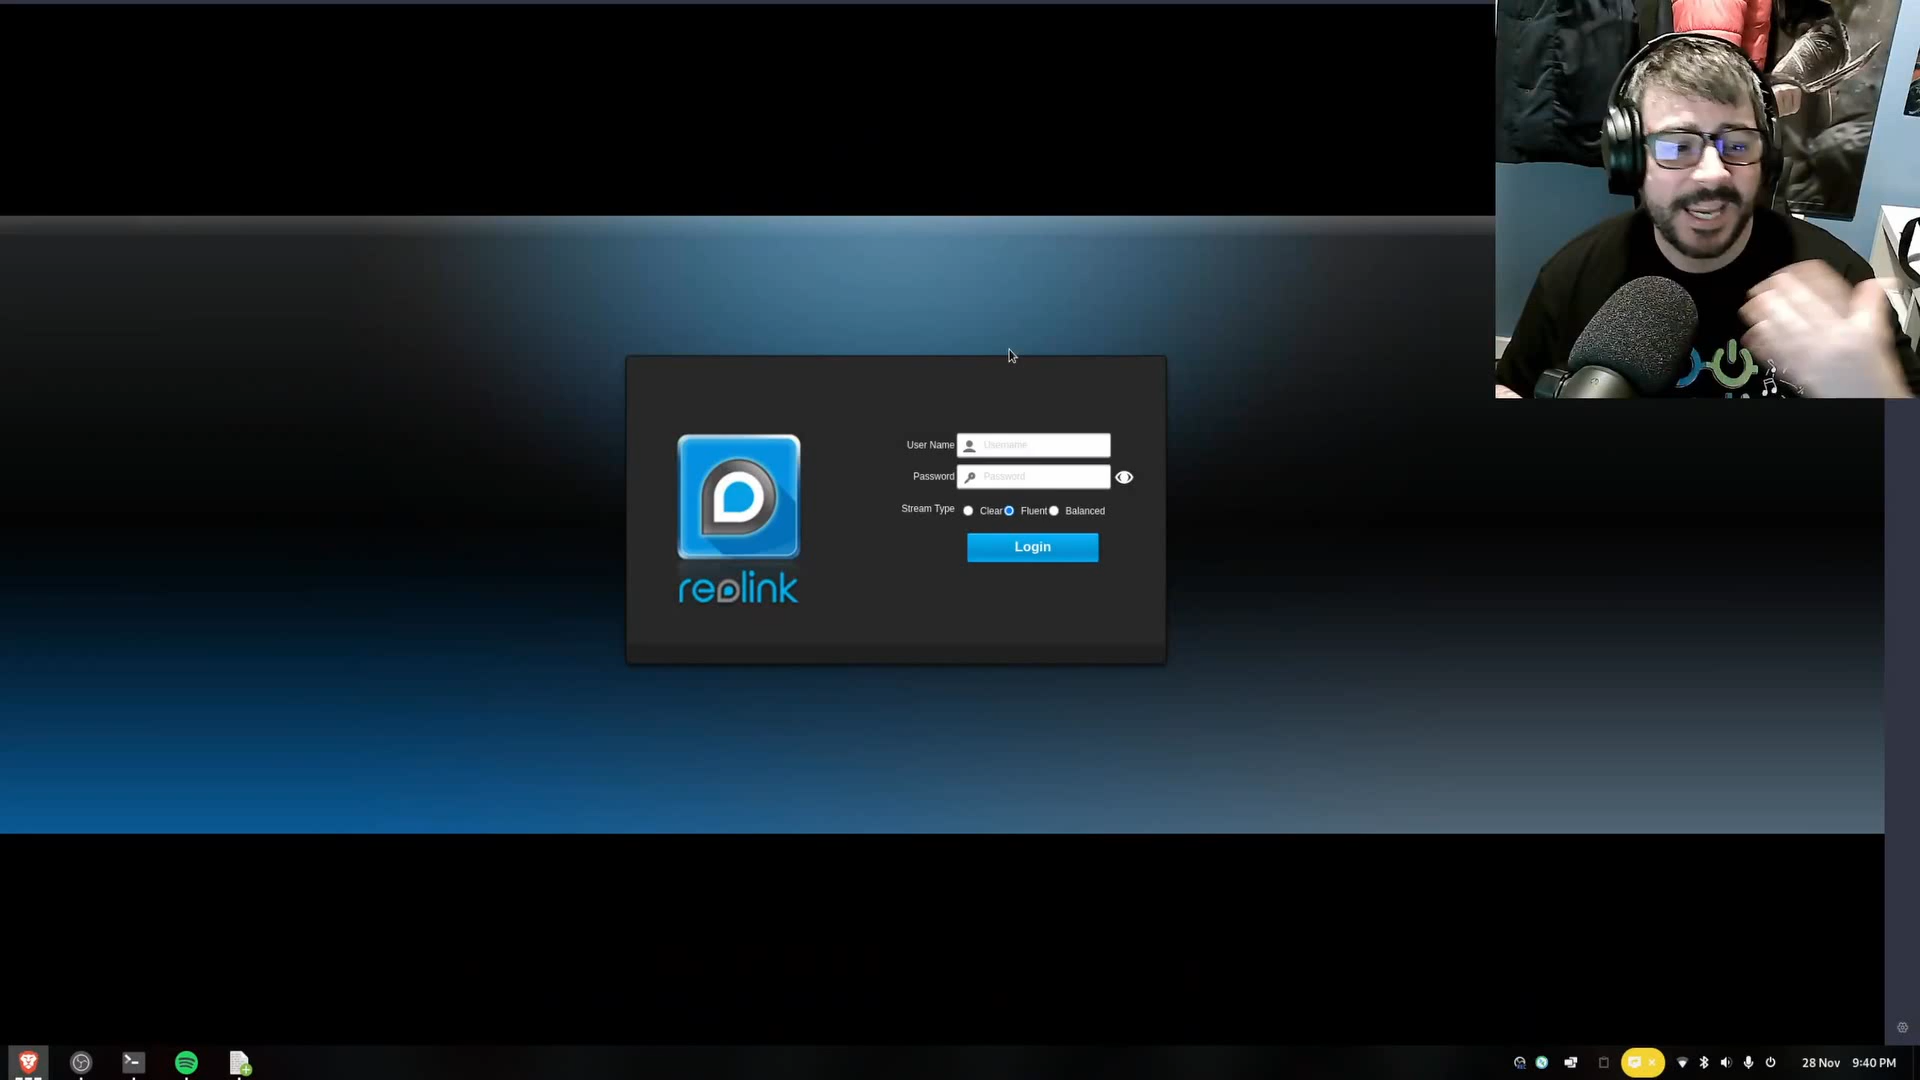 User Name
Username
Password
Password
Stream Type
Clear
Fluent
Balanced
Login
reolink
28 Nov
9:40 PM